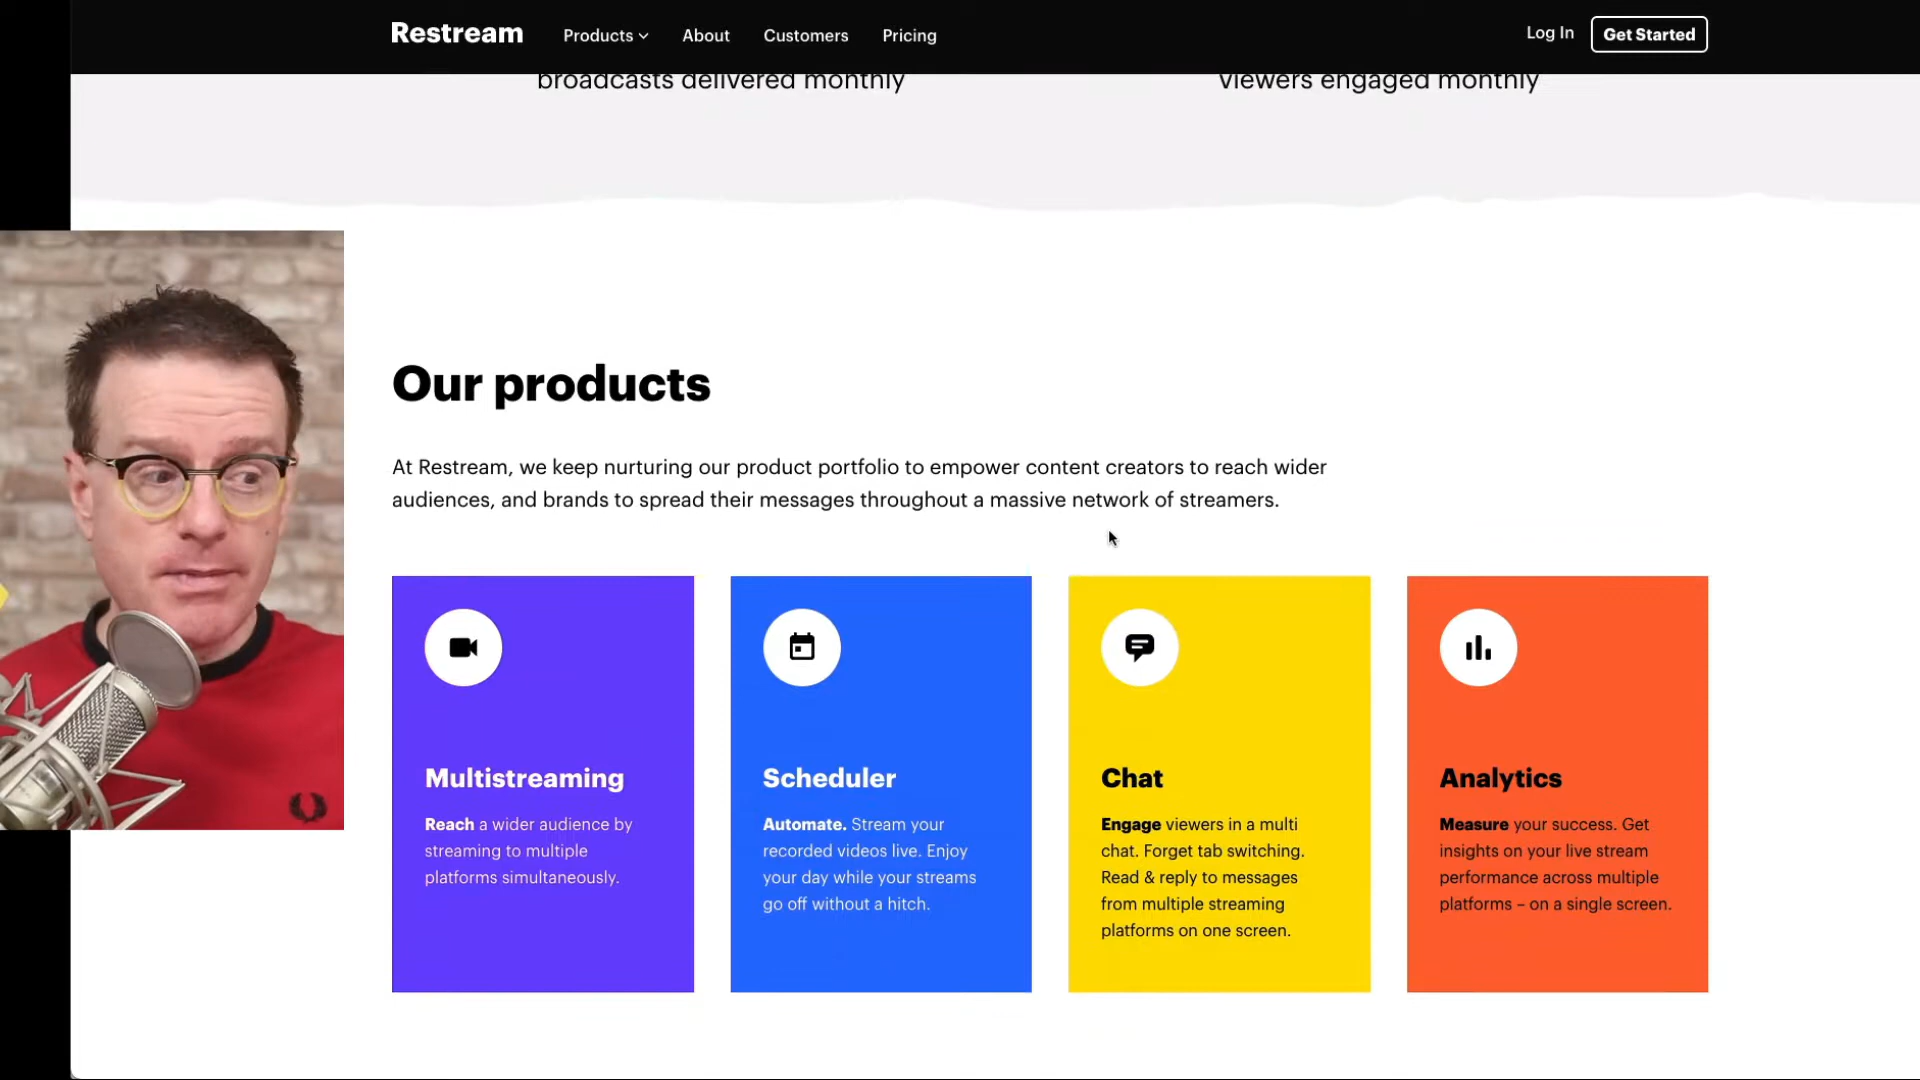 Restream
Products
About
Customers
Pricing
Log In
Get Started
broadcasts delivered monthly
viewers engaged monthly
Our products
At Restream, we keep nurturing our product portfolio to empower content creators to reach wider
audiences, and brands to spread their messages throughout a massive network of streamers.
Multistreaming
Reach a wider audience by
streaming to multiple
platforms simultaneously.
Scheduler
Automate. Stream your
recorded videos live. Enjoy
your day while your streams
go off without a hitch.
Chat
Engage viewers in a multi
chat. Forget tab switching.
Read & reply to messages
from multiple streaming
platforms on one screen.
Analytics
Measure your success. Get
insights on your live stream
performance across multiple
platforms – on a single screen.